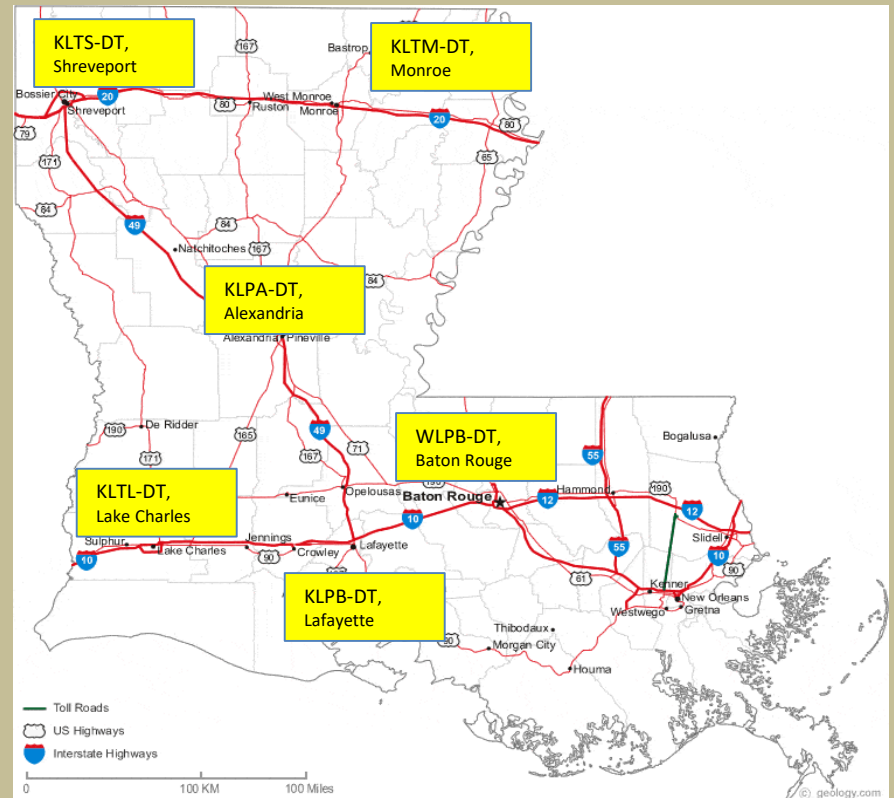 KLTS-DT,
Shreveport
167
Bastrop
KLTM-DT,
Monroe
Bossier City
Shreveport
20
80
Ruston
West Monroe
Monroe
20
80
79
171
65
84
49
84
Natchitoches
167
KLPA-DT,
Alexandria
84
Alexandria
Pineville
De Ridder
190
171
165
49
167
71
WLPB-DT,
Baton Rouge
55
Bogalusa
KLTL-DT,
Lake Charles
Eunice
Opelousas
190
Baton Rouge
12
Hammond
190
12
Sulphur
Lake Charles
Jennings
90
Crowley
Lafayette
10
10
55
Slidell
10
90
61
Kenner
New Orleans
Westwego
Gretna
KLPB-DT,
Lafayette
Thibodaux
90
Morgan City
Houma
Toll Roads
US Highways
Interstate Highways
0
100 KM
100 Miles
(c) geology.com